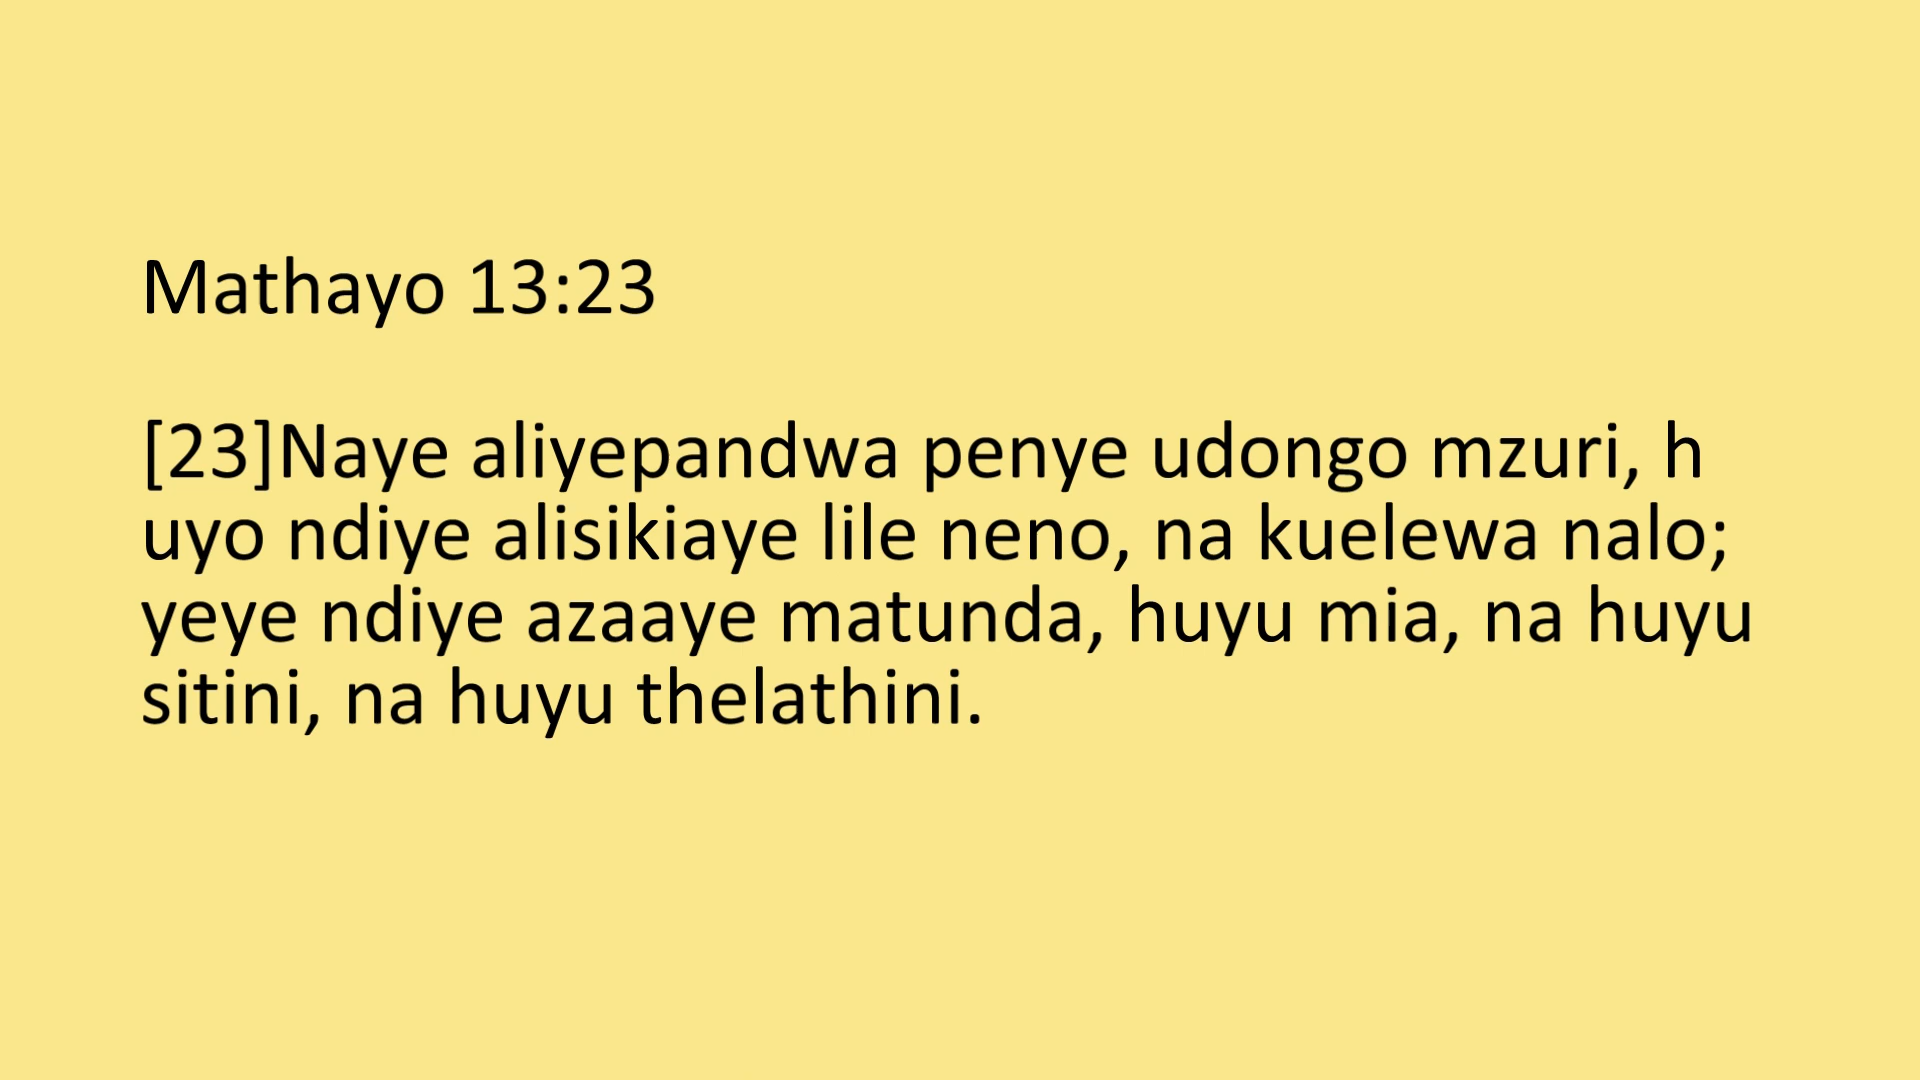 Mathayo 13:23
[23]Naye aliyepandwa penye udongo mzuri, h
uyo ndiye alisikiaye lile neno, na kuelewa nalo;
yeye ndiye azaaye matunda, huyu mia, na huyu
sitini, na huyu thelathini.